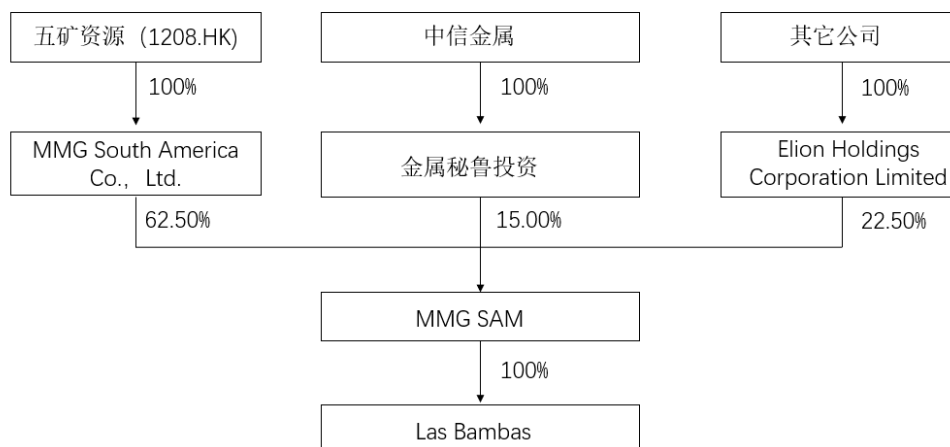 五矿资源（1208.HK)
中信金属
其它公司
100%
100%
100%
MMG South America
Co.， Ltd.
金属秘鲁投资
Elion Holdings
Corporation Limited
62.50%
15.00%
22.50%
MMG SAM
100%
Las Bambas